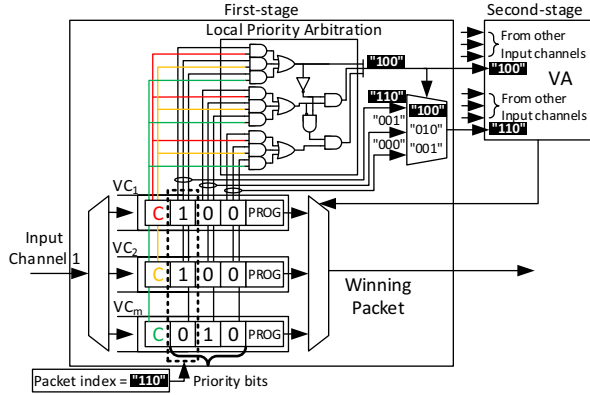 First-stage
Second-stage
Local Priority Arbitration
From other
Input channels
"100"
VA
"100"
From other
Input channels
"110"
"110"
"001"
"000"
"100"
"010"
"001"
VC1
C 1 0 0 PROG
Input
Channel 1
VC2
C 1 0 0 PROG
Winning
Packet
VCm
C 0 1 0 PROG
Packet index = "110"
Priority bits